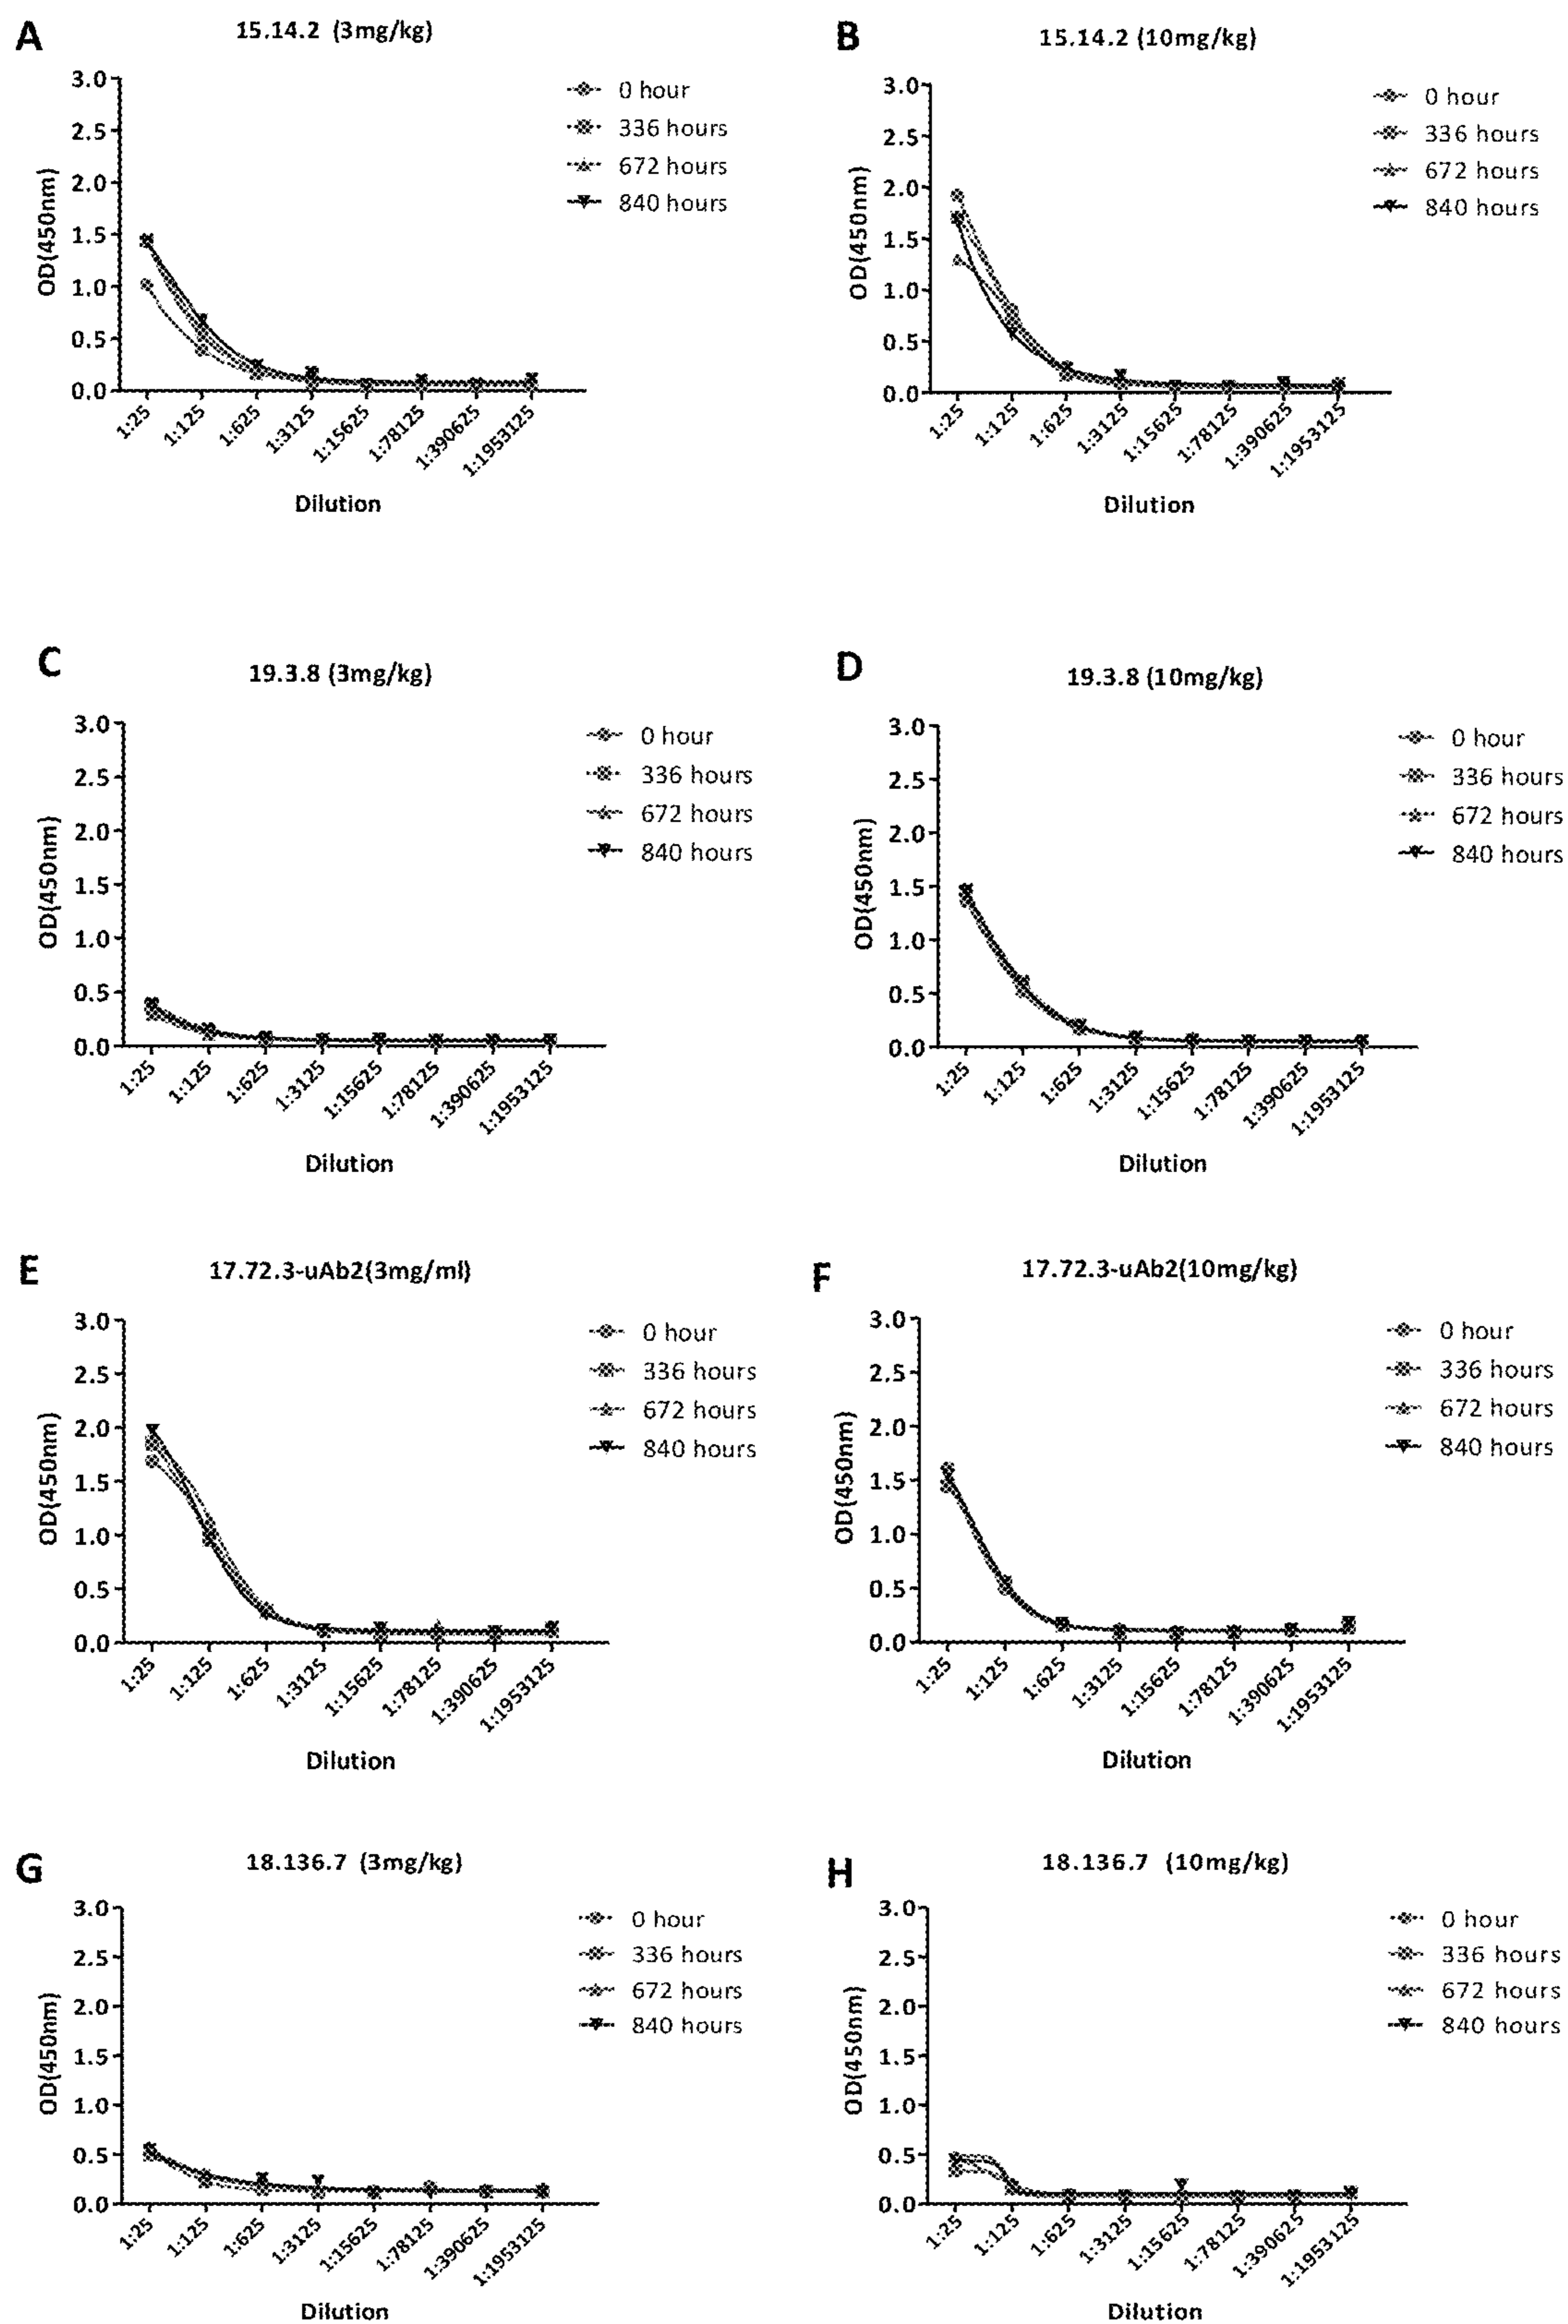 A
15.14.2 (3mg/kg)
OD(450nm)
3.0
2.5
2.0
1.5
1.0
0.5
0.0
0 hour
336 hours
672 hours
840 hours
1:25
1:125
1:625
1:3125
1:15625
1:78125
1:390625
1:1953125
Dilution
B
15.14.2 (10mg/kg)
OD(450nm)
3.0
2.5
2.0
1.5
1.0
0.5
0.0
0 hour
336 hours
672 hours
840 hours
1:25
1:125
1:625
1:3125
1:15625
1:78125
1:390625
1:1953125
Dilution
C
19.3.8 (3mg/kg)
OD(450nm)
3.0
2.5
2.0
1.5
1.0
0.5
0.0
0 hour
336 hours
672 hours
840 hours
1:25
1:125
1:625
1:3125
1:15625
1:78125
1:390625
1:1953125
Dilution
D
19.3.8 (10mg/kg)
OD(450nm)
3.0
2.5
2.0
1.5
1.0
0.5
0.0
0 hour
336 hours
672 hours
840 hours
1:25
1:125
1:625
1:3125
1:15625
1:78125
1:390625
1:1953125
Dilution
E
17.72.3-uAb2(3mg/ml)
OD(450nm)
3.0
2.5
2.0
1.5
1.0
0.5
0.0
0 hour
336 hours
672 hours
840 hours
1:25
1:125
1:625
1:3125
1:15625
1:78125
1:390625
1:1953125
Dilution
F
17.72.3-uAb2(10mg/kg)
OD(450nm)
3.0
2.5
2.0
1.5
1.0
0.5
0.0
0 hour
336 hours
672 hours
840 hours
1:25
1:125
1:625
1:3125
1:15625
1:78125
1:390625
1:1953125
Dilution
G
18.136.7 (3mg/kg)
OD(450nm)
3.0
2.5
2.0
1.5
1.0
0.5
0.0
0 hour
336 hours
672 hours
840 hours
1:25
1:125
1:625
1:3125
1:15625
1:78125
1:390625
1:1953125
Dilution
H
18.136.7 (10mg/kg)
OD(450nm)
3.0
2.5
2.0
1.5
1.0
0.5
0.0
0 hour
336 hours
672 hours
840 hours
1:25
1:125
1:625
1:3125
1:15625
1:78125
1:390625
1:1953125
Dilution